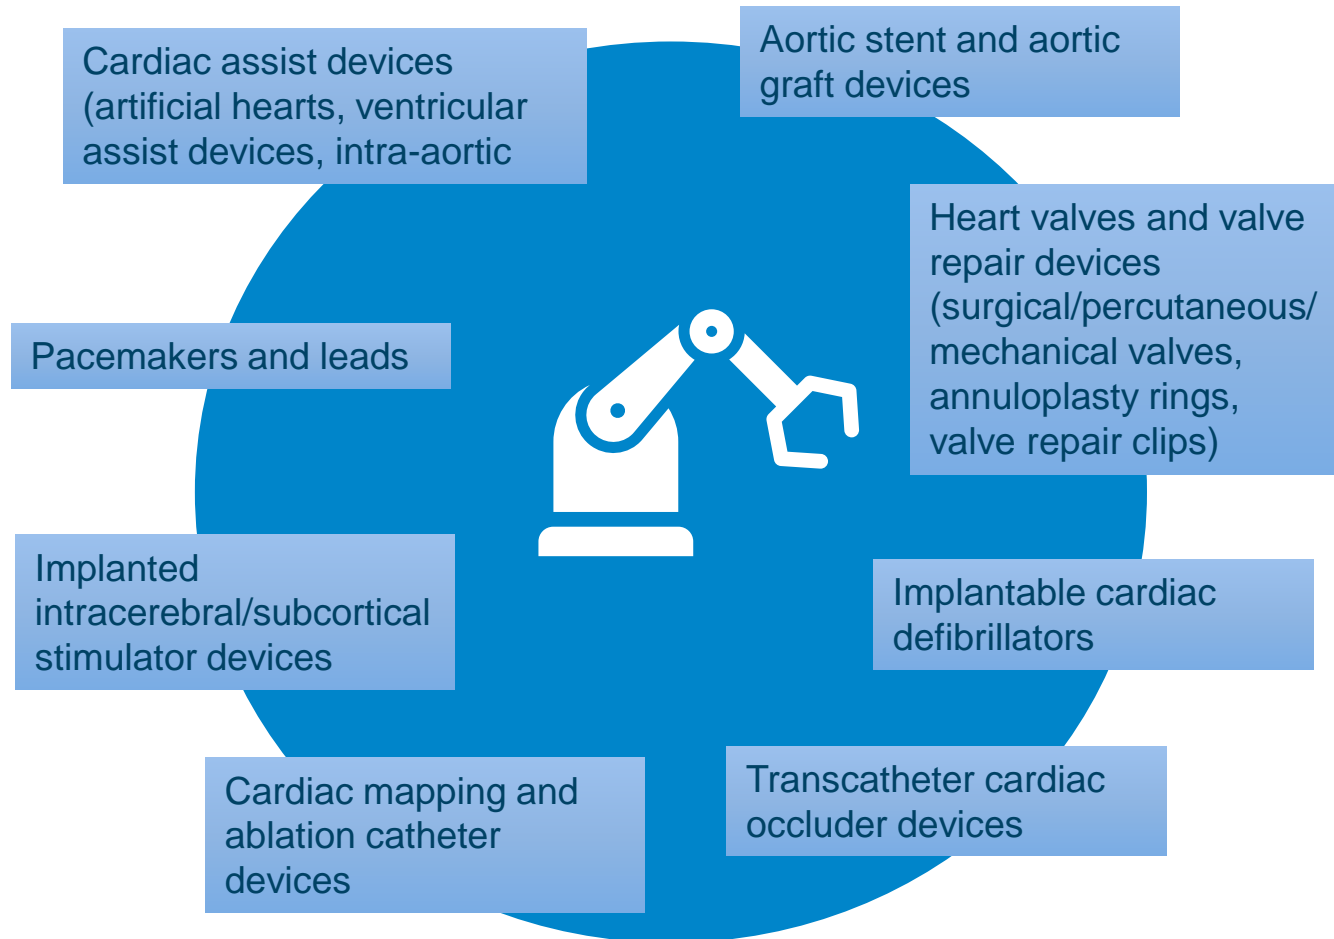 Cardiac assist devices
(artificial hearts, ventricular
assist devices, intra-aortic
Aortic stent and aortic
graft devices
Heart valves and valve
repair devices
(surgical/percutaneous/
mechanical valves,
annuloplasty rings,
valve repair clips)
Pacemakers and leads
Implanted
intracerebral/subcortical
stimulator devices
Implantable cardiac
defibrillators
Cardiac mapping and
ablation catheter
devices
Transcatheter cardiac
occluder devices